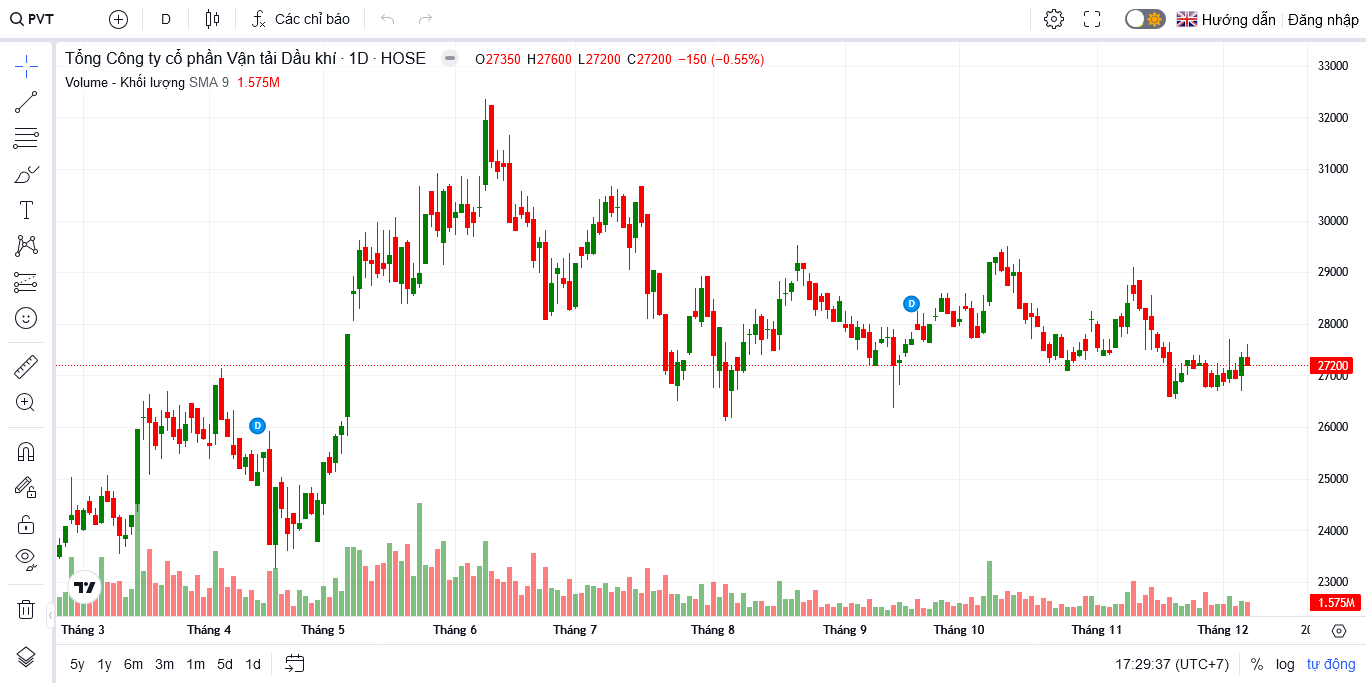 PVT D Các chỉ báo Hướng dẫn Đăng nhập
Tổng Công ty cổ phần Vận tải Dầu khí · 1D · HOSE O27350 H27600 L27200 C27200 −150 (−0.55%)
Volume - Khối lượng SMA 9 1.575M
33000
32000
31000
30000
29000
28000
27200
27000
26000
25000
24000
23000
1.575M
D
D
Tháng 3 Tháng 4 Tháng 5 Tháng 6 Tháng 7 Tháng 8 Tháng 9 Tháng 10 Tháng 11 Tháng 12
5y 1y 6m 3m 1m 5d 1d 17:29:37 (UTC+7) % log tự động